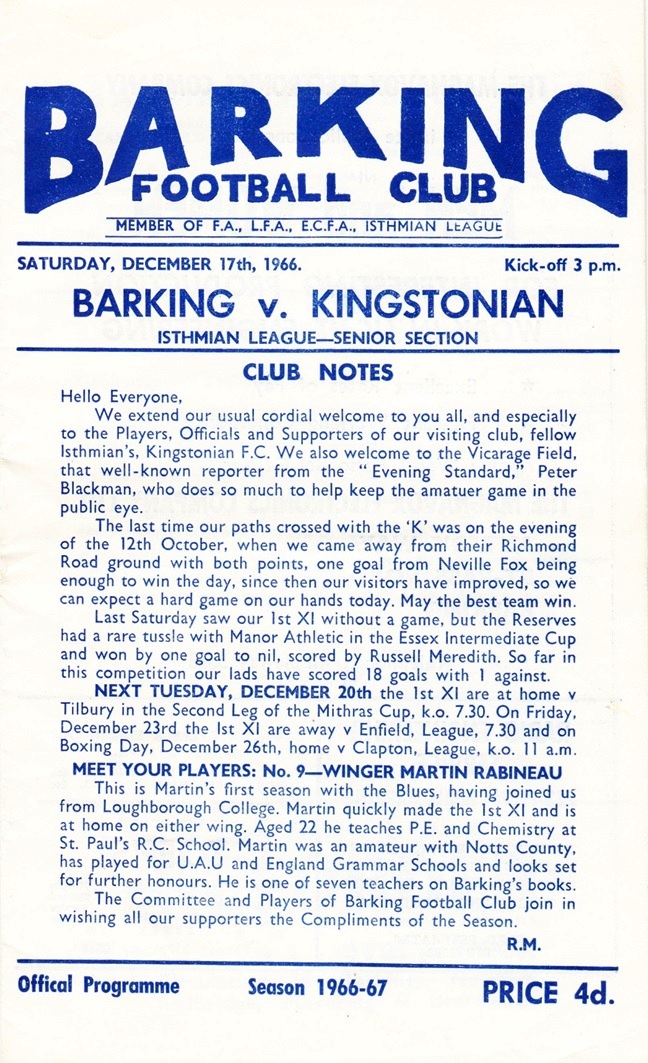 BARKING
FOOTBALL CLUB
MEMBER OF F.A., L.F.A., E.C.F.A., ISTHMIAN LEAGUE
SATURDAY, DECEMBER 17th, 1966. Kick-off 3 p.m.
BARKING v. KINGSTONIAN
ISTHMIAN LEAGUE—SENIOR SECTION
CLUB NOTES
Hello Everyone,
We extend our usual cordial welcome to you all, and especially
to the Players, Officials and Supporters of our visiting club, fellow
Isthmian's, Kingstonian F.C. We also welcome to the Vicarage Field,
that well-known reporter from the "Evening Standard," Peter
Blackman, who does so much to help keep the amatuer game in the
public eye.
The last time our paths crossed with the 'K' was on the evening
of the 12th October, when we came away from their Richmond
Road ground with both points, one goal from Neville Fox being
enough to win the day, since then our visitors have improved, so we
can expect a hard game on our hands today. May the best team win.
Last Saturday saw our 1st XI without a game, but the Reserves
had a rare tussle with Manor Athletic in the Essex Intermediate Cup
and won by one goal to nil, scored by Russell Meredith. So far in
this competition our lads have scored 18 goals with 1 against.
NEXT TUESDAY, DECEMBER 20th the 1st XI are at home v
Tilbury in the Second Leg of the Mithras Cup, k.o. 7.30. On Friday,
December 23rd the 1st XI are away v Enfield, League, 7.30 and on
Boxing Day, December 26th, home v Clapton, League, k.o. 11 a.m.
MEET YOUR PLAYERS: No. 9—WINGER MARTIN RABINEAU
This is Martin's first season with the Blues, having joined us
from Loughborough College. Martin quickly made the 1st XI and is
at home on either wing. Aged 22 he teaches P.E. and Chemistry at
St. Paul's R.C. School. Martin was an amateur with Notts County,
has played for U.A.U and England Grammar Schools and looks set
for further honours. He is one of seven teachers on Barking's books.
The Committee and Players of Barking Football Club join in
wishing all our supporters the Compliments of the Season.
R.M.
Offical Programme Season 1966-67 PRICE 4d.